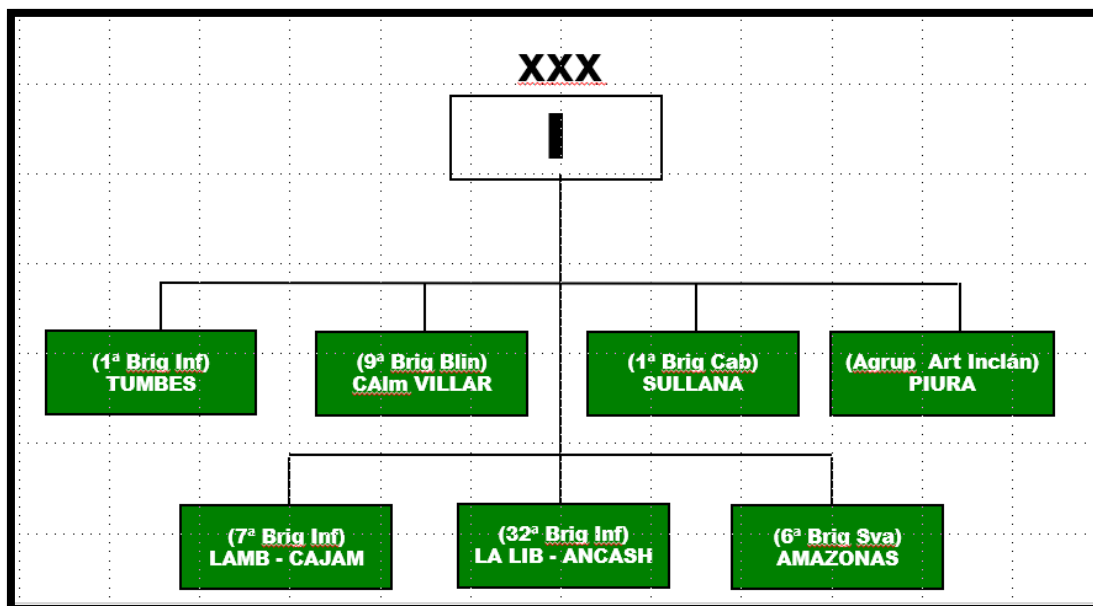 XXX
I
(1ª Brig Inf)
TUMBES
(9ª Brig Blin)
CAlm VILLAR
(1ª Brig Cab)
SULLANA
(Agrup Art Inclán)
PIURA
(7ª Brig Inf)
LAMB - CAJAM
(32ª Brig Inf)
LA LIB - ANCASH
(6ª Brig Sva)
AMAZONAS